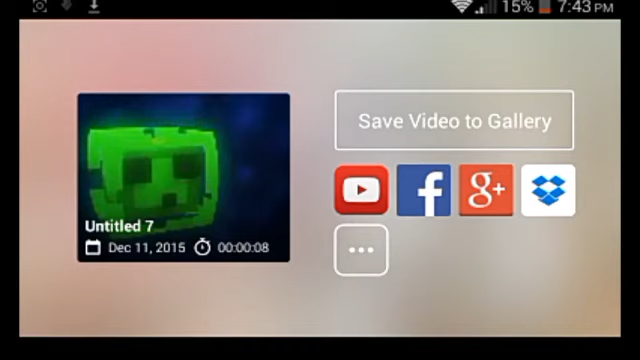 15% 7:43 PM
Save Video to Gallery
Untitled 7
Dec 11, 2015 00:00:08
f
g+